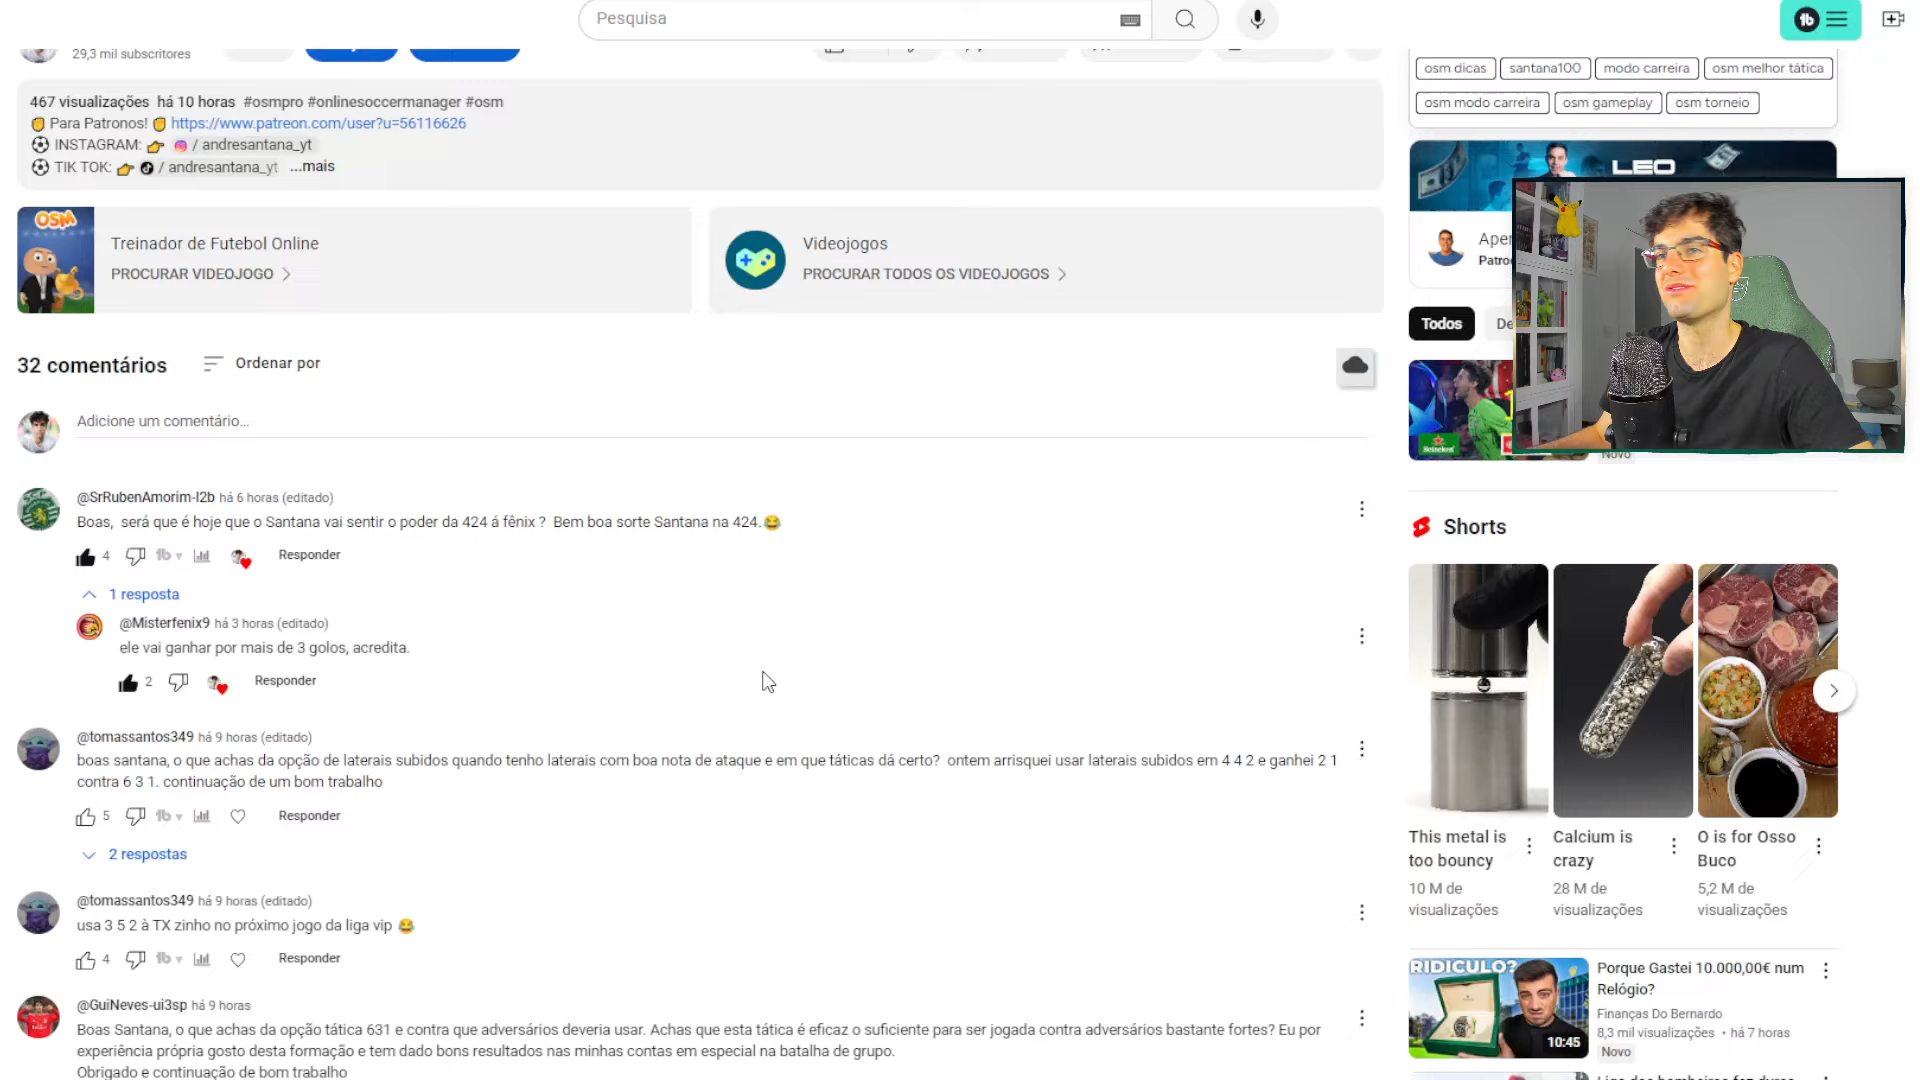 Pesquisa
29,3 mil subscritores
467 visualizações há 10 horas #osmpro #onlinesoccermanager #osm
Para Patronos! https://www.patreon.com/user?u=56116626
INSTAGRAM: / andresantana_yt
TIK TOK: / andresantana_yt ...mais
OSM
Treinador de Futebol Online
PROCURAR VIDEOJOGO
Videojogos
PROCURAR TODOS OS VIDEOJOGOS
32 comentários
Ordenar por
Adicione um comentário...
@SrRubenAmorim-l2b há 6 horas (editado)
Boas, será que é hoje que o Santana vai sentir o poder da 424 á fênix ? Bem boa sorte Santana na 424.😂
4
Responder
1 resposta
@Misterfenix9 há 3 horas (editado)
ele vai ganhar por mais de 3 golos, acredita.
2
Responder
@tomassantos349 há 9 horas (editado)
boas santana, o que achas da opção de laterais subidos quando tenho laterais com boa nota de ataque e em que táticas dá certo? ontem arrisquei usar laterais subidos em 4 4 2 e ganhei 2 1
contra 6 3 1. continuação de um bom trabalho
5
Responder
2 respostas
@tomassantos349 há 9 horas (editado)
usa 3 5 2 à TX zinho no próximo jogo da liga vip 😂
4
Responder
@GuiNeves-ui3sp há 9 horas
Boas Santana, o que achas da opção tática 631 e contra que adversários deveria usar. Achas que esta tática é eficaz o suficiente para ser jogada contra adversários bastante fortes? Eu por
experiência própria gosto desta formação e tem dado bons resultados nas minhas contas em especial na batalha de grupo.
Obrigado e continuação de bom trabalho
osm dicas
santana100
modo carreira
osm melhor tática
osm modo carreira
osm gameplay
osm torneio
LEO
Todos
Heineken
Novo
Shorts
This metal is
too bouncy
10 M de
visualizações
Calcium is
crazy
28 M de
visualizações
O is for Osso
Buco
5,2 M de
visualizações
RIDICULO?
10:45
Porque Gastei 10.000,00€ num
Relógio?
Finanças Do Bernardo
8,3 mil visualizações • há 7 horas
Novo